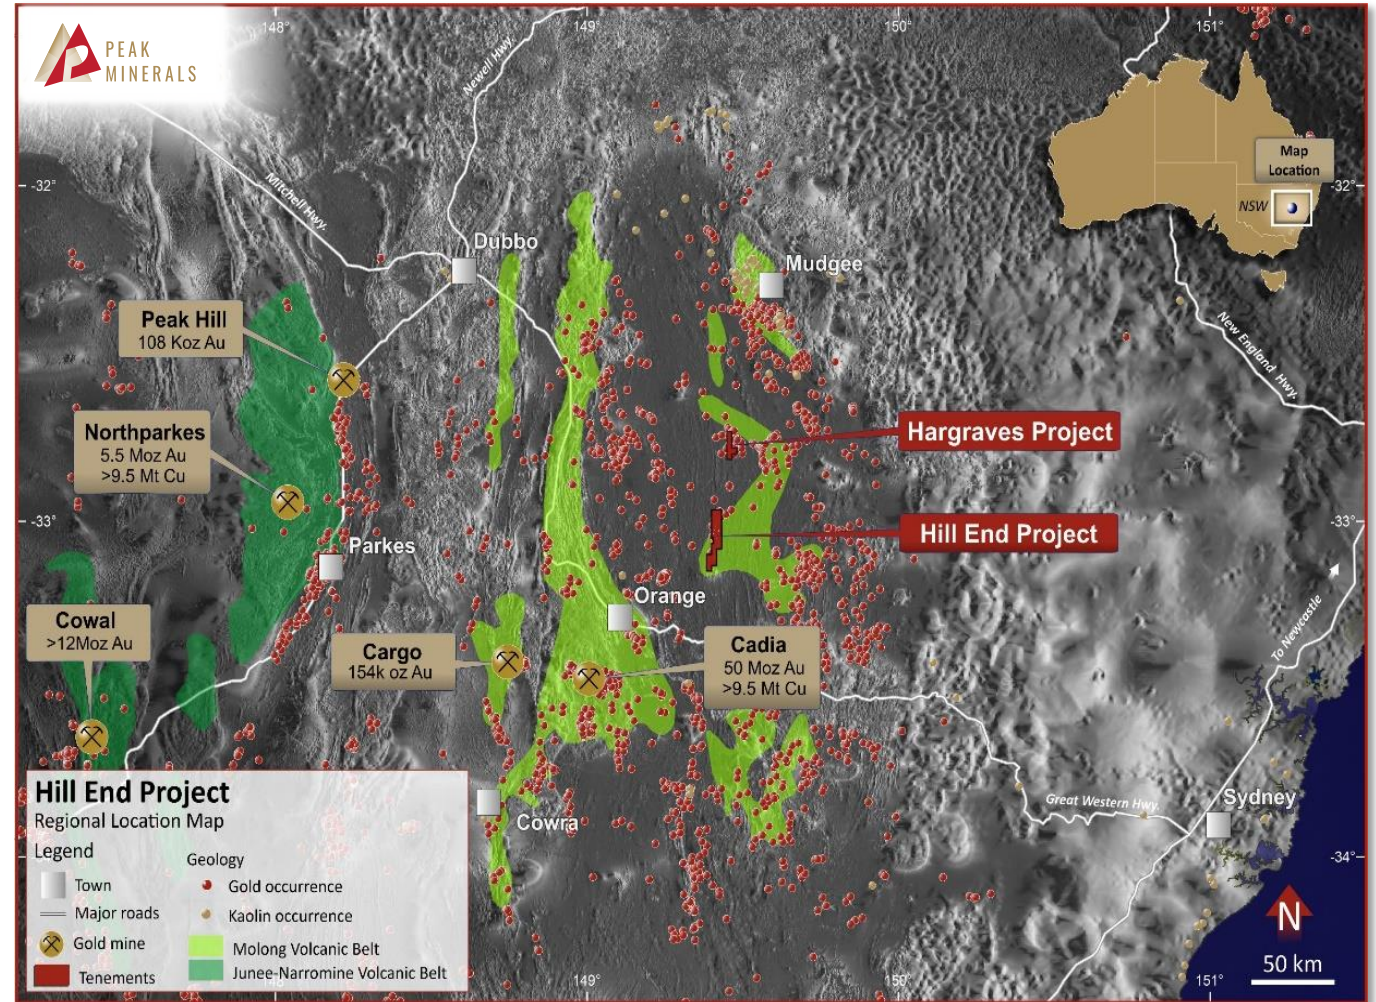 PEAK
MINERALS
148°
149°
150°
151°
Newell Hwy.
Mitchell Hwy.
-32°
Map
Location
-32°
NSW
Dubbo
Mudgee
Peak Hill
108 Koz Au
New England Hwy.
Northparkes
5.5 Moz Au
>9.5 Mt Cu
Hargraves Project
-33°
Hill End Project
-33°
Parkes
Orange
Cowal
>12Moz Au
Cargo
154k oz Au
Cadia
50 Moz Au
>9.5 Mt Cu
To Newcastle
Great Western Hwy.
Sydney
Cowra
-34°
Hill End Project
Regional Location Map
Legend
Town
Major roads
Gold mine
Tenements
Geology
Gold occurrence
Kaolin occurrence
Molong Volcanic Belt
Junee-Narromine Volcanic Belt
N
50 km
149°
150°
151°